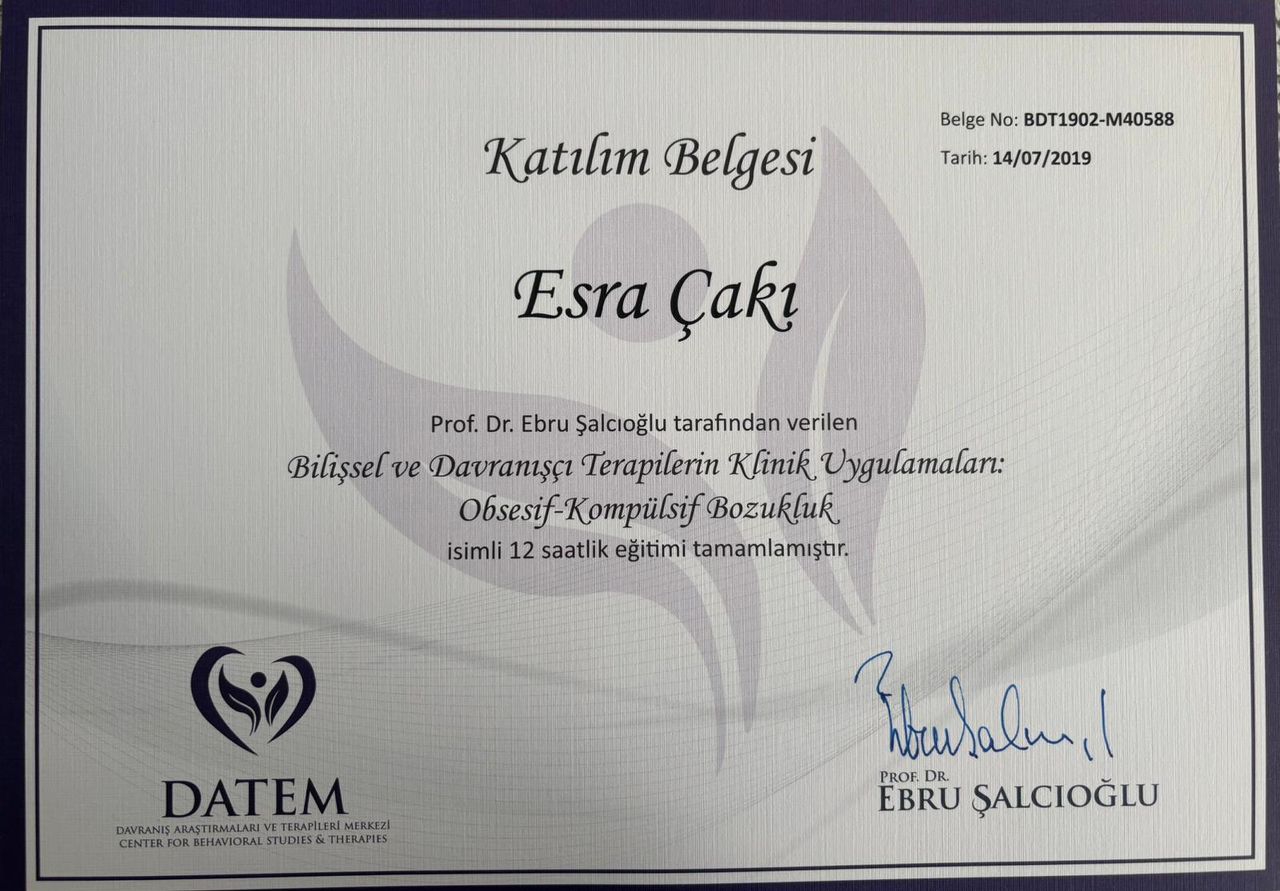 Belge No: BDT1902-M40588
Tarih: 14/07/2019
Katılım Belgesi
Esra Çakı
Prof. Dr. Ebru Şalcıoğlu tarafından verilen
Bilişsel ve Davranışçı Terapilerin Klinik Uygulamaları:
Obsesif-Kompülsif Bozukluk
isimli 12 saatlik eğitimi tamamlamıştır.
DATEM
DAVRANIŞ ARAŞTIRMALARI VE TERAPİLERİ MERKEZİ
CENTER FOR BEHAVIORAL STUDIES & THERAPIES
PROF. DR.
EBRU ŞALCIOĞLU